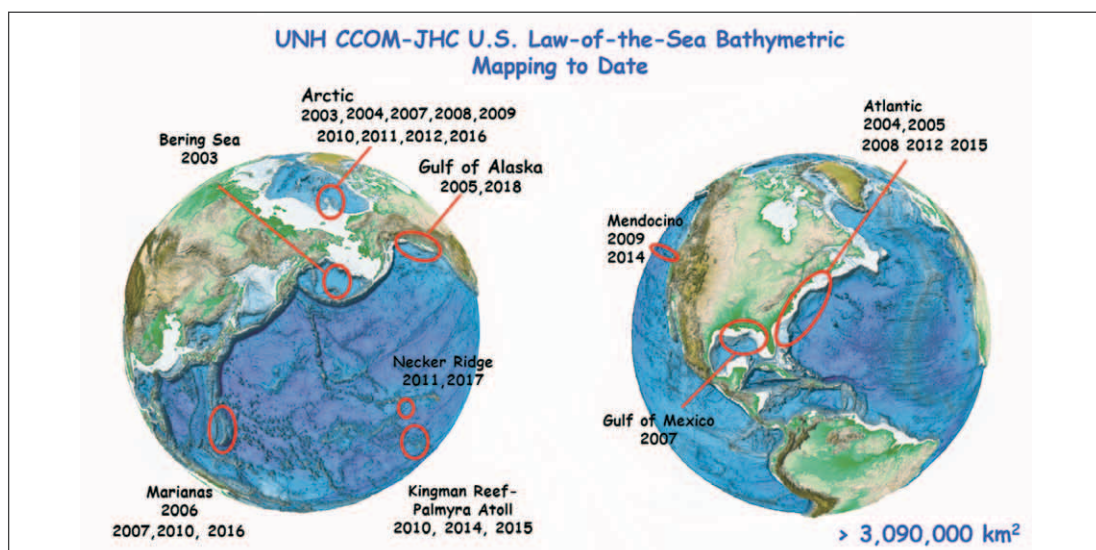 UNH CCOM-JHC U.S. Law-of-the-Sea Bathymetric
Mapping to Date
Arctic
2003, 2004,2007,2008,2009
2010,2011,2012,2016
Bering Sea
2003
Gulf of Alaska
2005,2018
Necker Ridge
2011,2017
Marianas
2006
2007,2010, 2016
Kingman Reef-
Palmyra Atoll
2010, 2014, 2015
Atlantic
2004,2005
2008 2012 2015
Mendocino
2009
2014
Gulf of Mexico
2007
> 3,090,000 km²